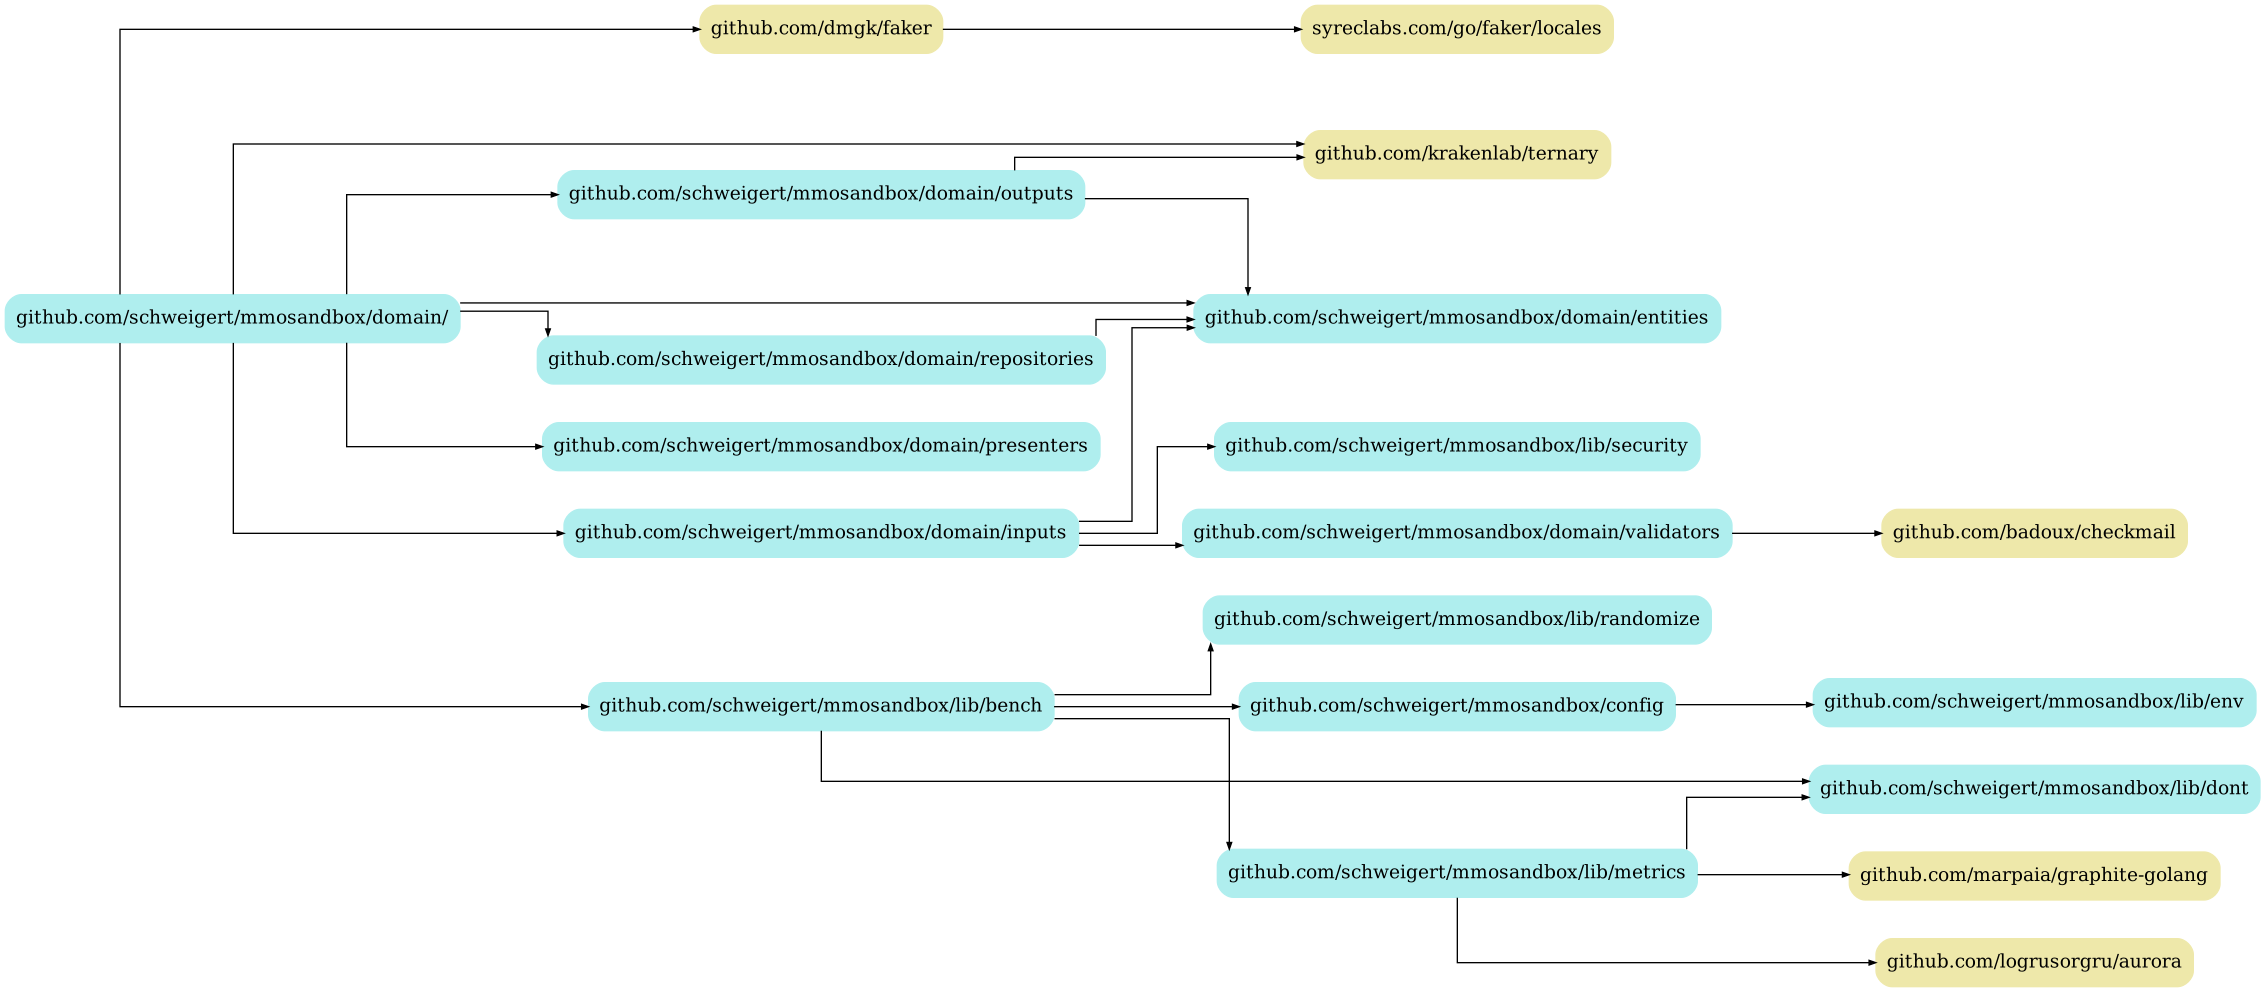 github.com/dmgk/faker
syreclabs.com/go/faker/locales
github.com/krakenlab/ternary
github.com/schweigert/mmosandbox/domain/outputs
github.com/schweigert/mmosandbox/domain/
github.com/schweigert/mmosandbox/domain/entities
github.com/schweigert/mmosandbox/domain/repositories
github.com/schweigert/mmosandbox/domain/presenters
github.com/schweigert/mmosandbox/lib/security
github.com/schweigert/mmosandbox/domain/inputs
github.com/schweigert/mmosandbox/domain/validators
github.com/badoux/checkmail
github.com/schweigert/mmosandbox/lib/randomize
github.com/schweigert/mmosandbox/lib/bench
github.com/schweigert/mmosandbox/config
github.com/schweigert/mmosandbox/lib/env
github.com/schweigert/mmosandbox/lib/dont
github.com/schweigert/mmosandbox/lib/metrics
github.com/marpaia/graphite-golang
github.com/logrusorgru/aurora